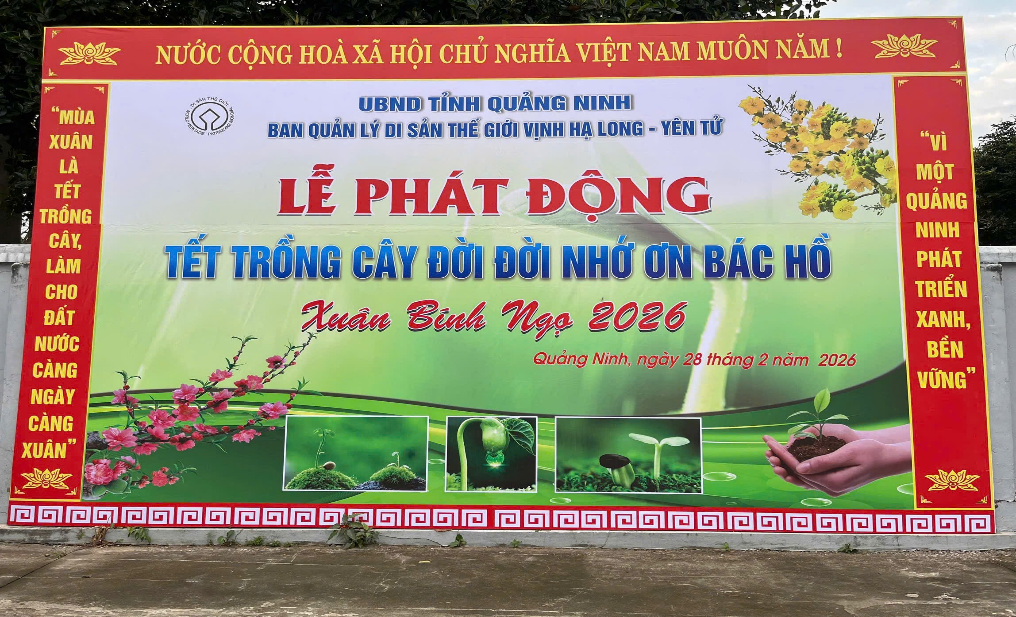 NƯỚC CỘNG HOÀ XÃ HỘI CHỦ NGHĨA VIỆT NAM MUÔN NĂM !
UBND TỈNH QUẢNG NINH
BAN QUẢN LÝ DI SẢN THẾ GIỚI VỊNH HẠ LONG - YÊN TỬ
LỄ PHÁT ĐỘNG
TẾT TRỒNG CÂY ĐỜI ĐỜI NHỚ ƠN BÁC HỒ
Xuân Bính Ngọ 2026
Quảng Ninh, ngày 28 tháng 2 năm 2026
“MÙA
XUÂN
LÀ
TẾT
TRỒNG
CÂY,
LÀM
CHO
ĐẤT
NƯỚC
CÀNG
NGÀY
CÀNG
XUÂN”
“VÌ
MỘT
QUẢNG
NINH
PHÁT
TRIỂN
XANH,
BỀN
VỮNG”